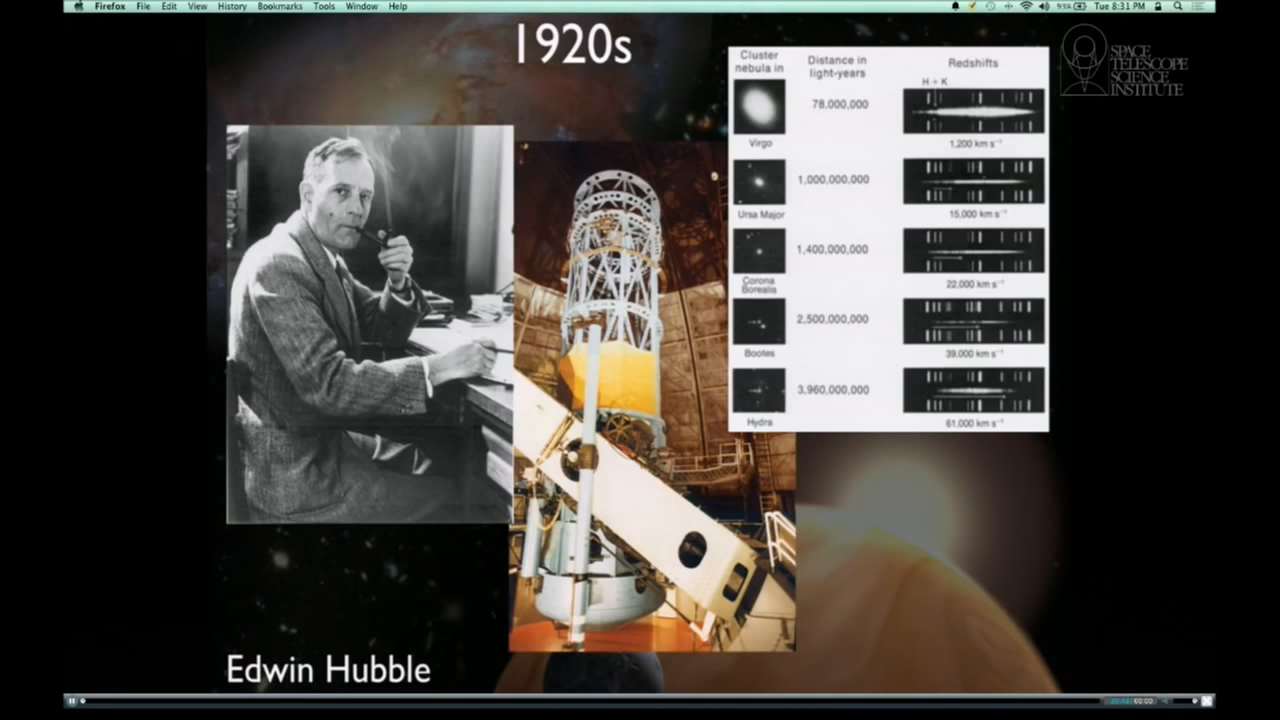 Firefox File Edit View History Bookmarks Tools Window Help
Tue 8:31 PM
1920s
SPACE
TELESCOPE
SCIENCE
INSTITUTE
Cluster
nebula in
Distance in
light-years
Redshifts
H + K
78,000,000
Virgo
1,200 km s⁻¹
1,000,000,000
Ursa Major
15,000 km s⁻¹
1,400,000,000
Corona
Borealis
22,000 km s⁻¹
2,500,000,000
Bootes
39,000 km s⁻¹
3,960,000,000
Hydra
61,000 km s⁻¹
Edwin Hubble